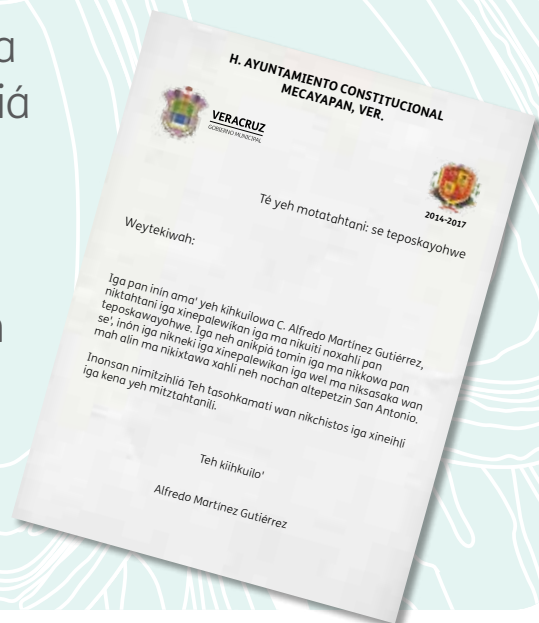 a
iá
n
H. AYUNTAMIENTO CONSTITUCIONAL
MECAYAPAN, VER.
VERACRUZ
GOBIERNO MUNICIPAL
2014-2017
Té yeh motatahtani: se teposkayohwe
Weytekiwah:
Iga pan inin ama' yeh kihkuilowa C. Alfredo Martínez Gutiérrez,
niktahtani iga xinepalewikan iga ma nikuiti noxahli pan
teposkawayohwe. Iga neh anikpiá tomin iga ma nikkowa pan
se', inón iga nikneki iga xinepalewikan iga wel ma niksasaka wan
mah alin ma nikixtawa xahli neh nochan altepetzin San Antonio.
Inonsan nimitzihliá Teh tasohkamati wan nikchistos iga xineihli
iga kena yeh mitztahtanili.
Teh kiihkuilo'
Alfredo Martínez Gutiérrez